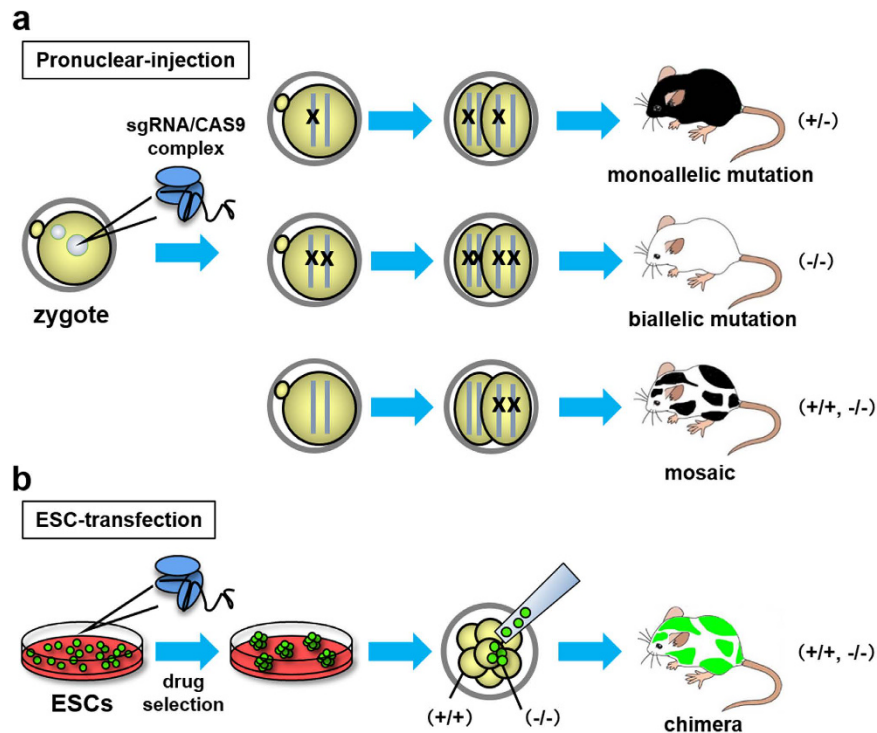 a
Pronuclear-injection
sgRNA/CAS9
complex
zygote
X
X X
(+/-)
monoallelic mutation
XX
XX XX
(-/-)
biallelic mutation
XX
(+/+, -/-)
mosaic
b
ESC-transfection
ESCs
drug
selection
(+/+)
(-/-)
(+/+, -/-)
chimera